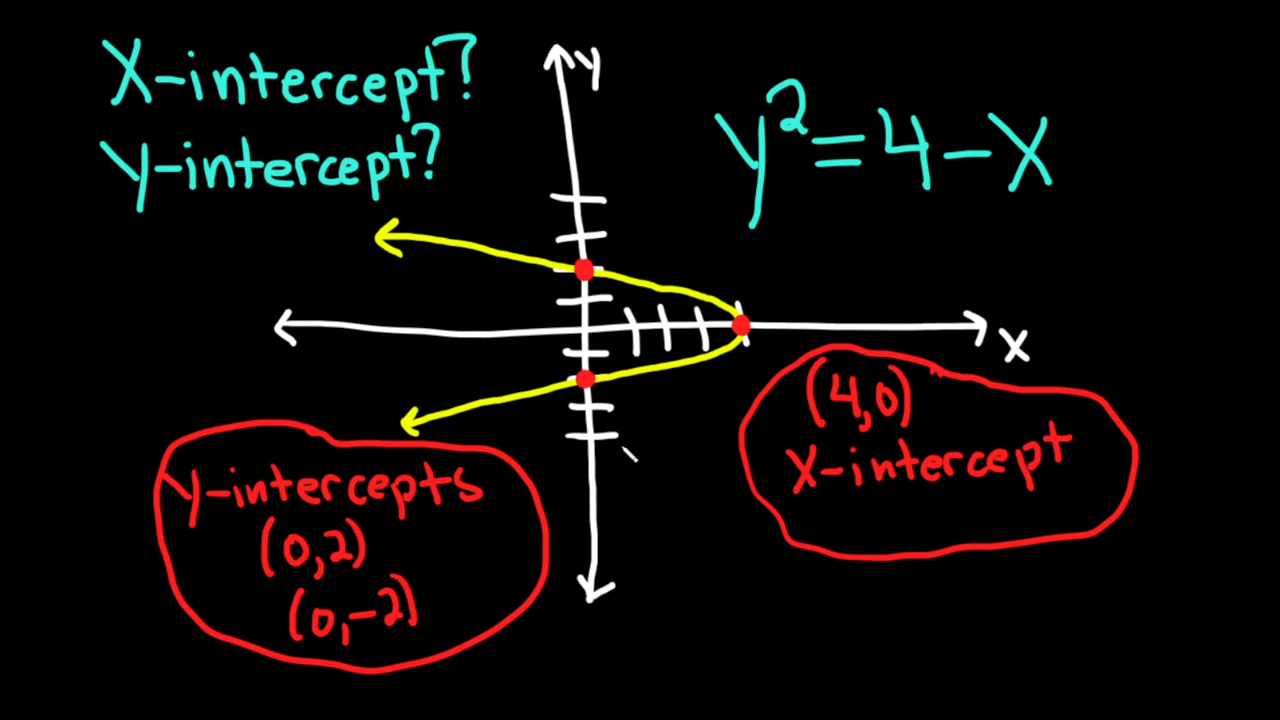 X-intercept?
Y-intercept?
y²=4-X
Y
X
(4,0)
X-intercept
Y-intercepts
(0,2)
(0,-2)